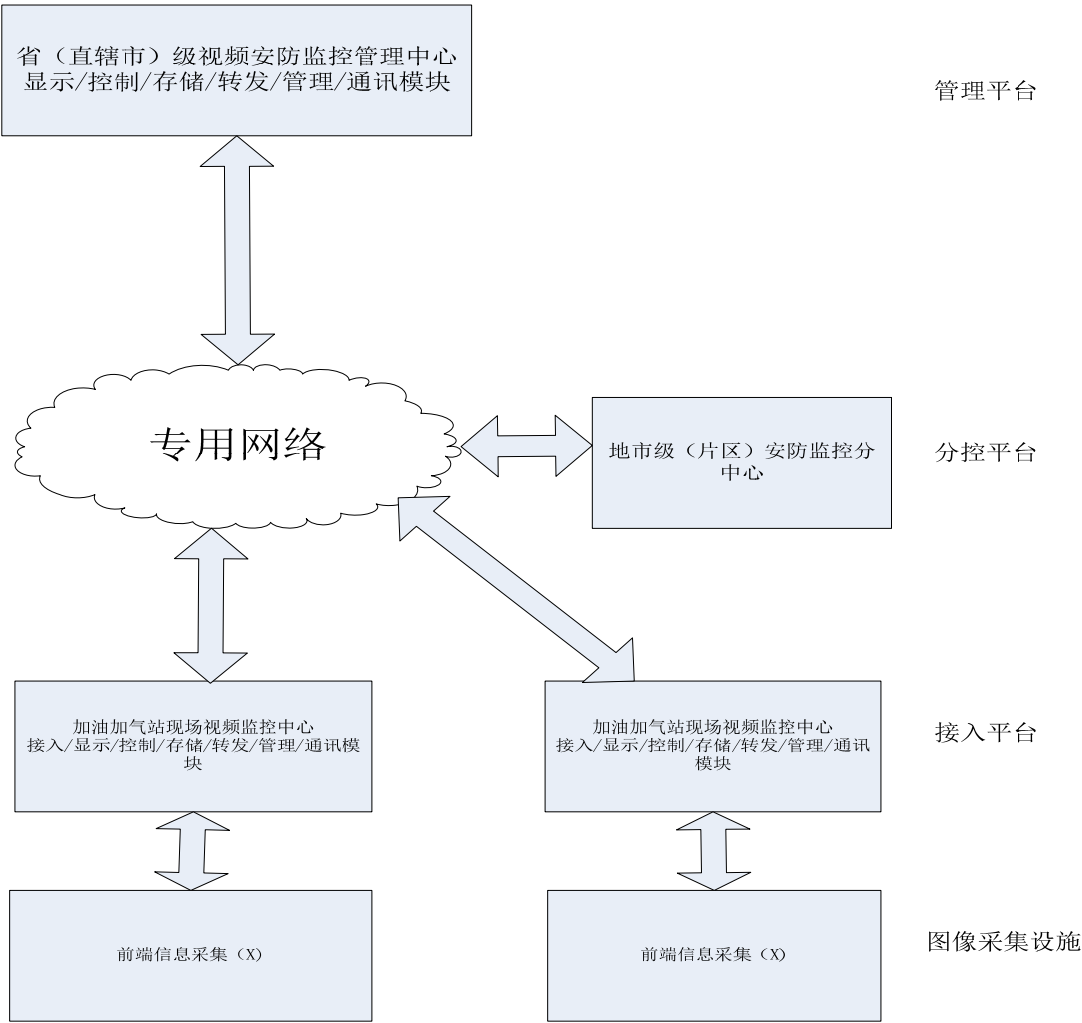 省（直辖市）级视频安防监控管理中心
显示/控制/存储/转发/管理/通讯模块
管理平台
专用网络
地市级（片区）安防监控分
中心
分控平台
加油加气站现场视频监控中心
接入/显示/控制/存储/转发/管理/通讯模
块
加油加气站现场视频监控中心
接入/显示/控制/存储/转发/管理/通讯
模块
接入平台
前端信息采集（X）
前端信息采集（X）
图像采集设施